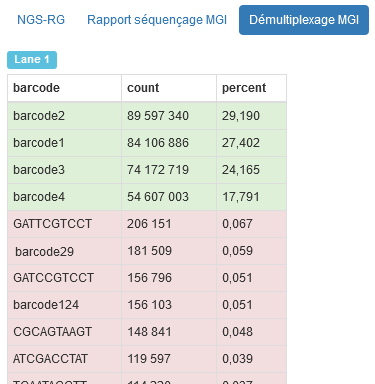 NGS-RG Rapport séquençage MGI Démultiplexage MGI
Lane 1
barcode count percent
barcode2 89 597 340 29,190
barcode1 84 106 886 27,402
barcode3 74 172 719 24,165
barcode4 54 607 003 17,791
GATTCGTCCT 206 151 0,067
barcode29 181 509 0,059
GATCCGTCCT 156 796 0,051
barcode124 156 103 0,051
CGCAGTAAGT 148 841 0,048
ATCGACCTAT 119 597 0,039